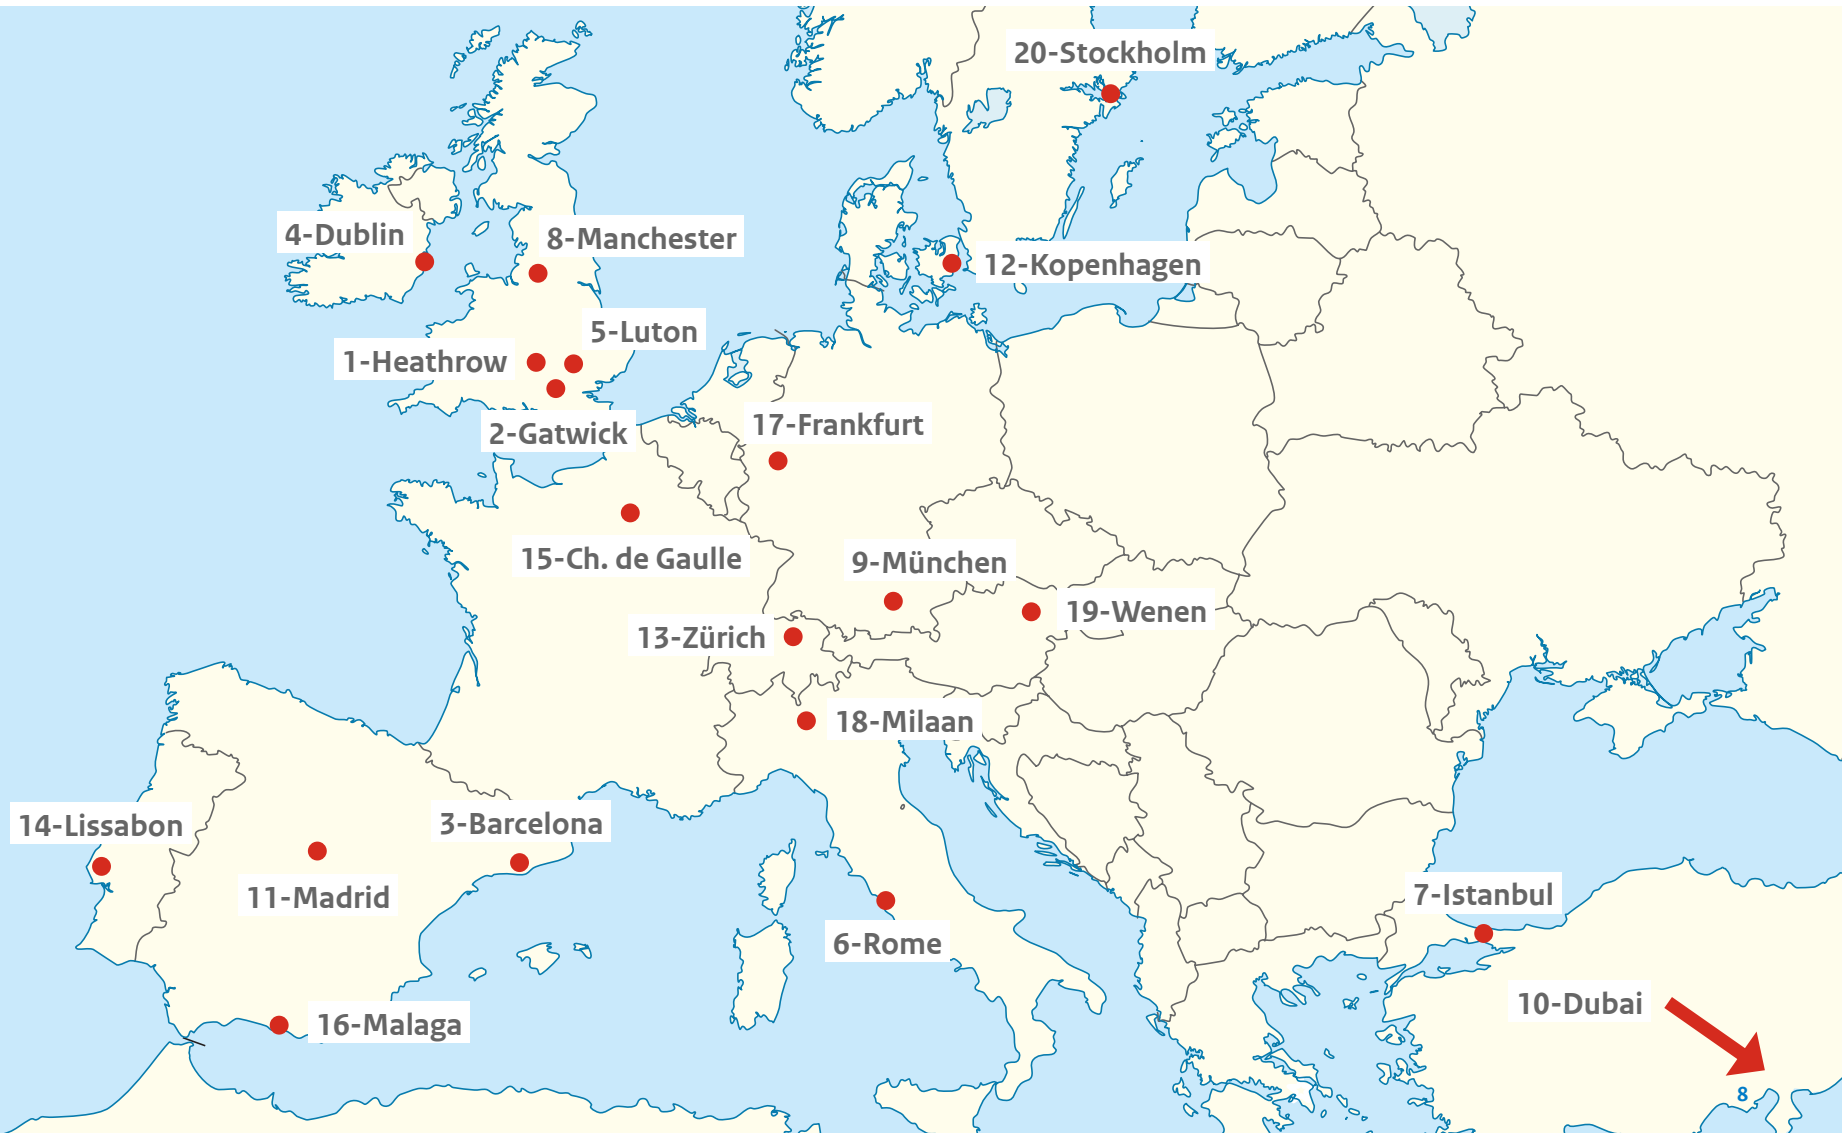 20-Stockholm
4-Dublin
8-Manchester
12-Kopenhagen
5-Luton
1-Heathrow
2-Gatwick
17-Frankfurt
15-Ch. de Gaulle
9-München
19-Wenen
13-Zürich
18-Milaan
14-Lissabon
3-Barcelona
11-Madrid
7-Istanbul
6-Rome
10-Dubai
16-Malaga
8